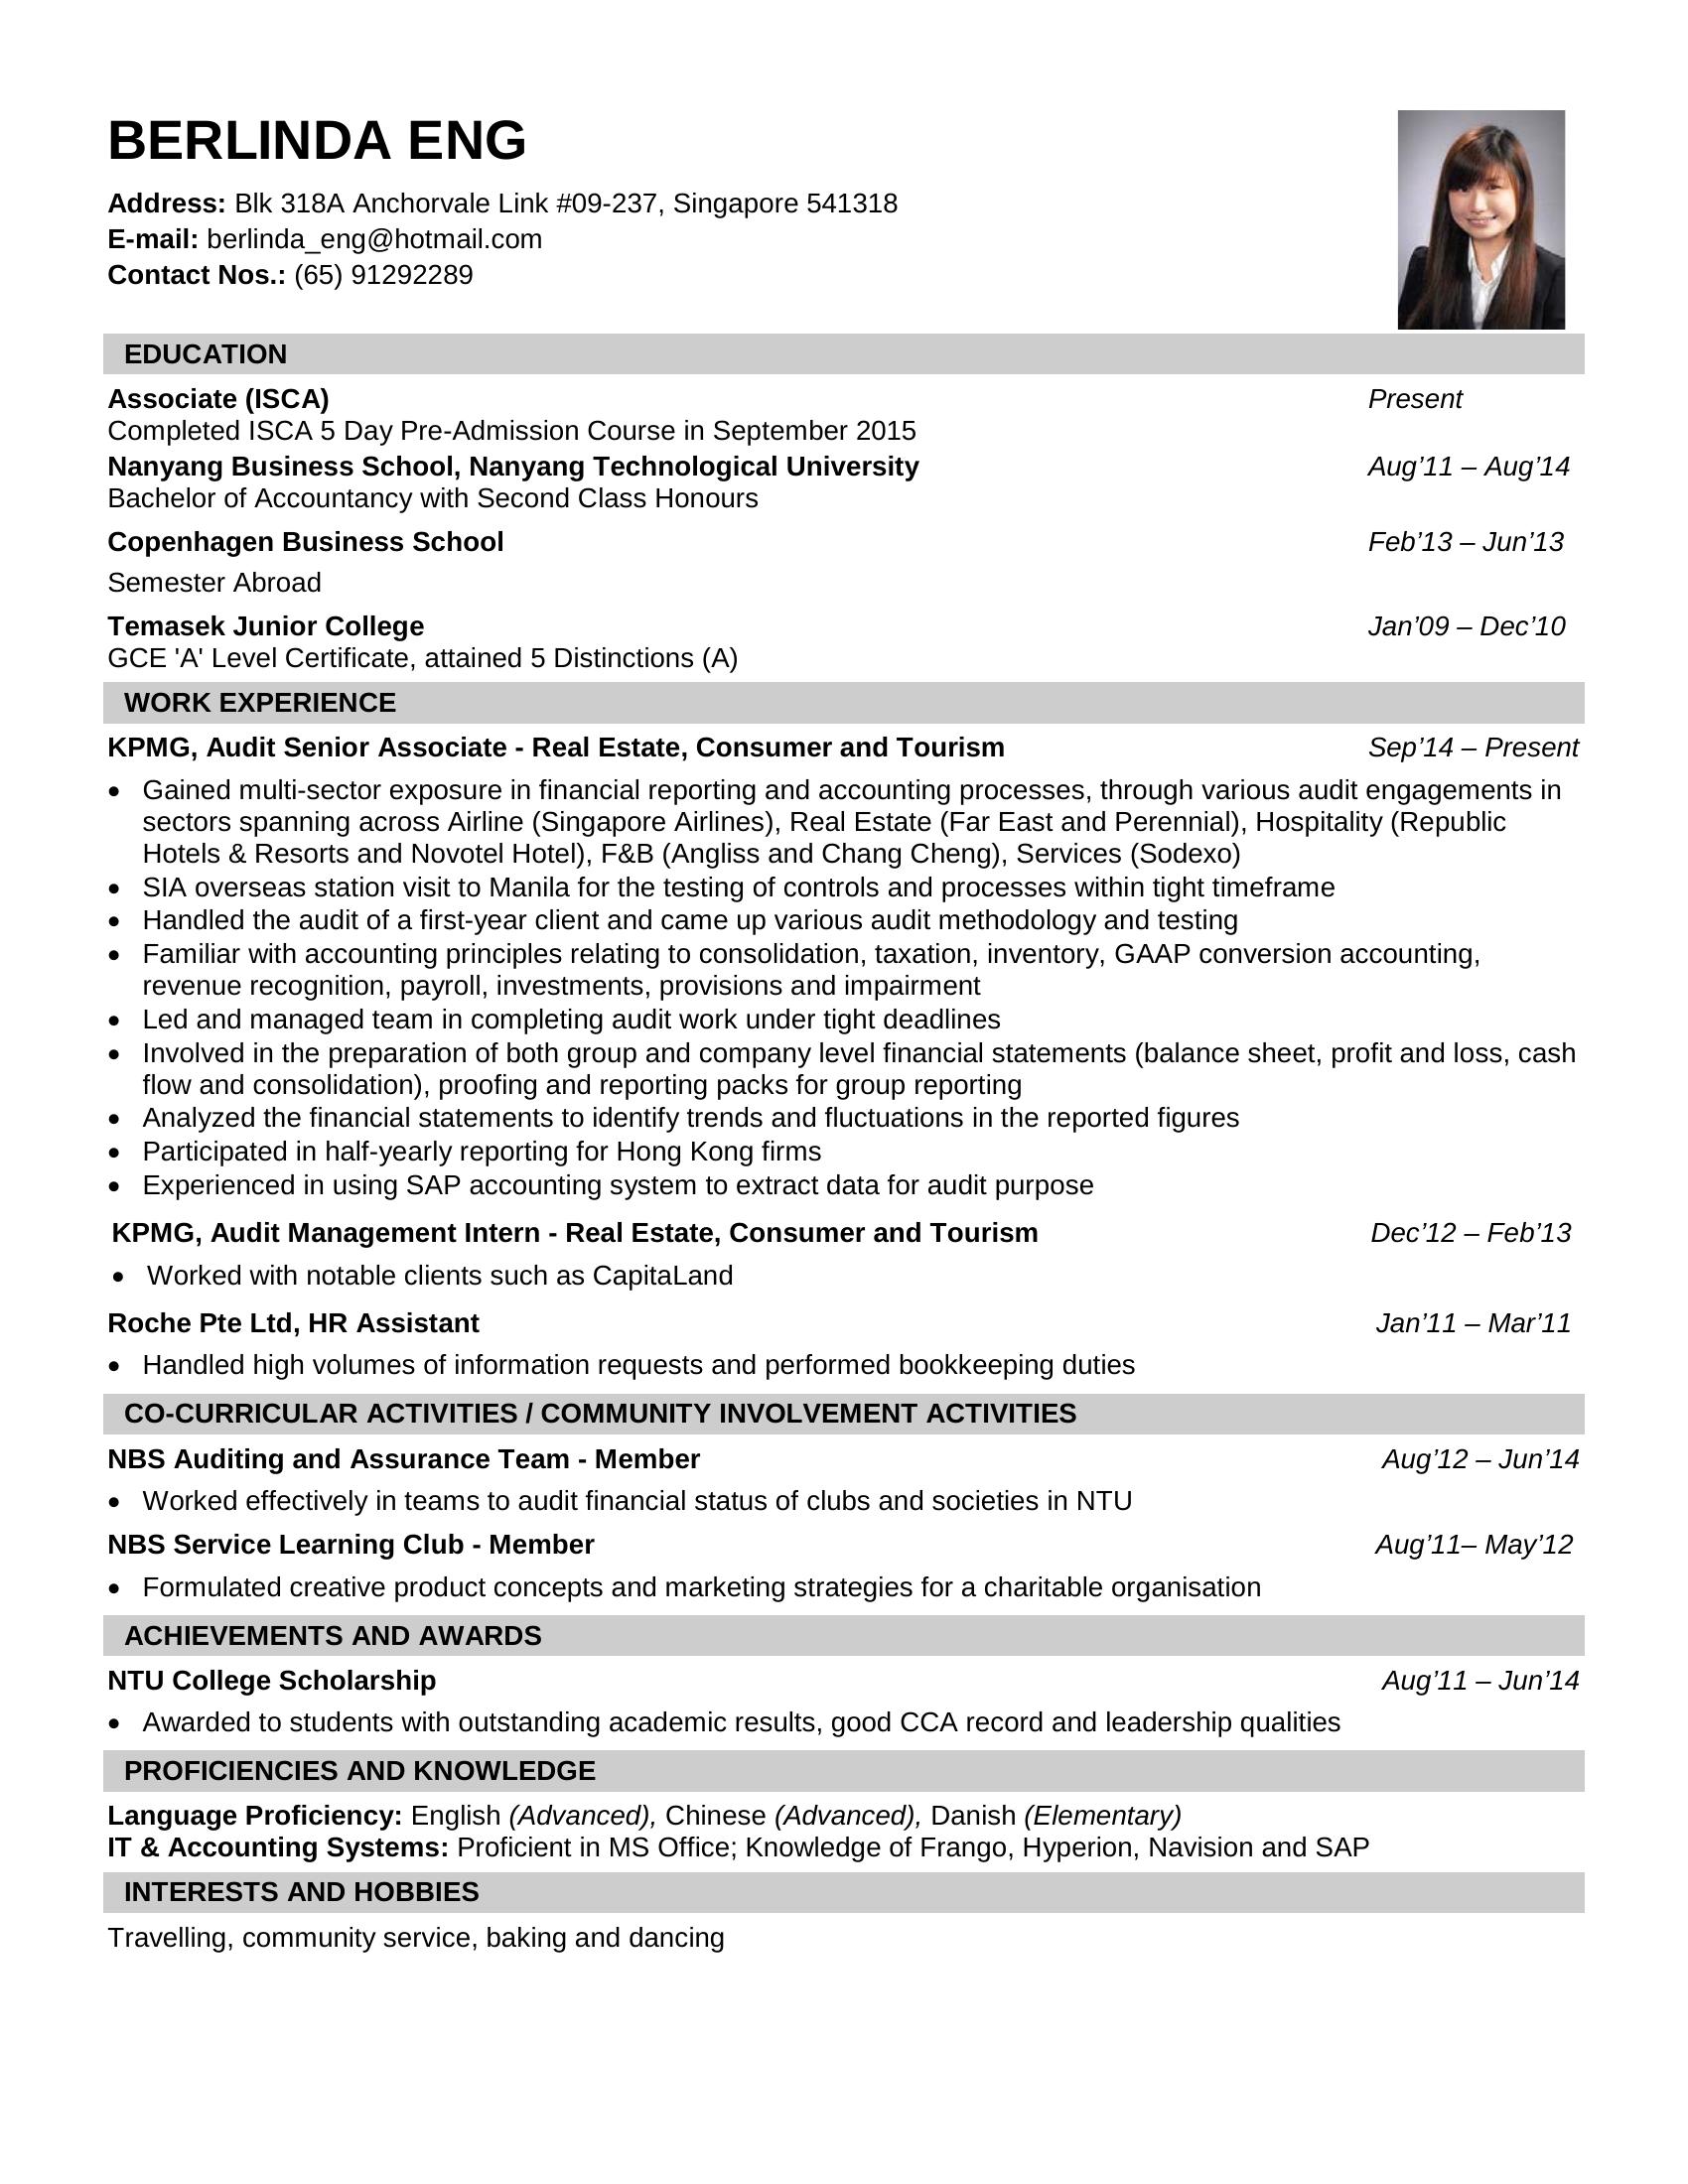 BERLINDA ENG
Address: Blk 318A Anchorvale Link #09-237, Singapore 541318
E-mail: berlinda_eng@hotmail.com
Contact Nos.: (65) 91292289
EDUCATION
Associate (ISCA) Present
Completed ISCA 5 Day Pre-Admission Course in September 2015
Nanyang Business School, Nanyang Technological University Aug’11 – Aug’14
Bachelor of Accountancy with Second Class Honours
Copenhagen Business School Feb’13 – Jun’13
Semester Abroad
Temasek Junior College Jan’09 – Dec’10
GCE 'A' Level Certificate, attained 5 Distinctions (A)
WORK EXPERIENCE
KPMG, Audit Senior Associate - Real Estate, Consumer and Tourism Sep’14 – Present
• Gained multi-sector exposure in financial reporting and accounting processes, through various audit engagements in
sectors spanning across Airline (Singapore Airlines), Real Estate (Far East and Perennial), Hospitality (Republic
Hotels & Resorts and Novotel Hotel), F&B (Angliss and Chang Cheng), Services (Sodexo)
• SIA overseas station visit to Manila for the testing of controls and processes within tight timeframe
• Handled the audit of a first-year client and came up various audit methodology and testing
• Familiar with accounting principles relating to consolidation, taxation, inventory, GAAP conversion accounting,
revenue recognition, payroll, investments, provisions and impairment
• Led and managed team in completing audit work under tight deadlines
• Involved in the preparation of both group and company level financial statements (balance sheet, profit and loss, cash
flow and consolidation), proofing and reporting packs for group reporting
• Analyzed the financial statements to identify trends and fluctuations in the reported figures
• Participated in half-yearly reporting for Hong Kong firms
• Experienced in using SAP accounting system to extract data for audit purpose
KPMG, Audit Management Intern - Real Estate, Consumer and Tourism Dec’12 – Feb’13
• Worked with notable clients such as CapitaLand
Roche Pte Ltd, HR Assistant Jan’11 – Mar’11
• Handled high volumes of information requests and performed bookkeeping duties
CO-CURRICULAR ACTIVITIES / COMMUNITY INVOLVEMENT ACTIVITIES
NBS Auditing and Assurance Team - Member Aug’12 – Jun’14
• Worked effectively in teams to audit financial status of clubs and societies in NTU
NBS Service Learning Club - Member Aug’11– May’12
• Formulated creative product concepts and marketing strategies for a charitable organisation
ACHIEVEMENTS AND AWARDS
NTU College Scholarship Aug’11 – Jun’14
• Awarded to students with outstanding academic results, good CCA record and leadership qualities
PROFICIENCIES AND KNOWLEDGE
Language Proficiency: English (Advanced), Chinese (Advanced), Danish (Elementary)
IT & Accounting Systems: Proficient in MS Office; Knowledge of Frango, Hyperion, Navision and SAP
INTERESTS AND HOBBIES
Travelling, community service, baking and dancing